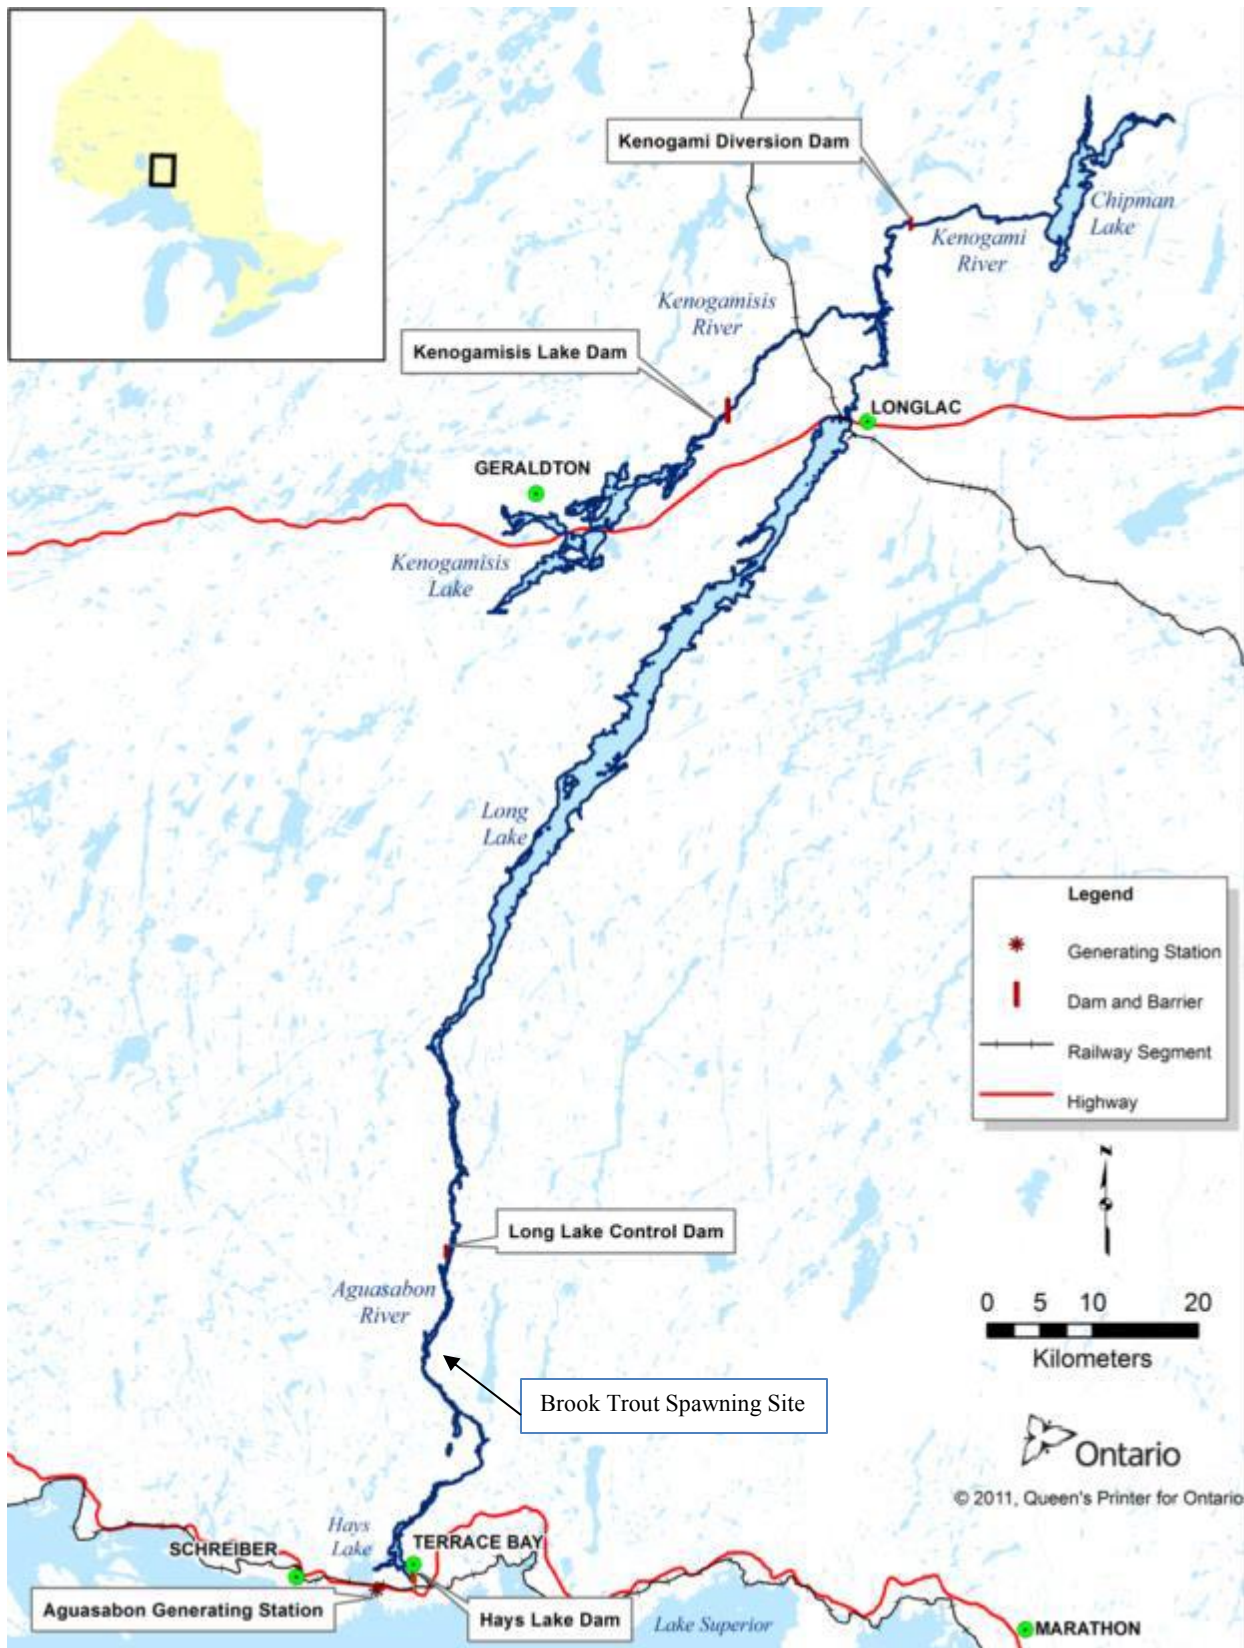 Kenogami Diversion Dam
Chipman
Lake
Kenogami
River
Kenogamisis
River
Kenogamisis Lake Dam
LONGLAC
GERALDTON
Kenogamisis
Lake
Long
Lake
Legend
Generating Station
Dam and Barrier
Railway Segment
Highway
N
Long Lake Control Dam
Aguasabon
River
0 5 10 20
Kilometers
Brook Trout Spawning Site
Ontario
© 2011, Queen's Printer for Ontario
Hays
Lake
SCHREIBER
TERRACE BAY
Aguasabon Generating Station
Hays Lake Dam
Lake Superior
MARATHON